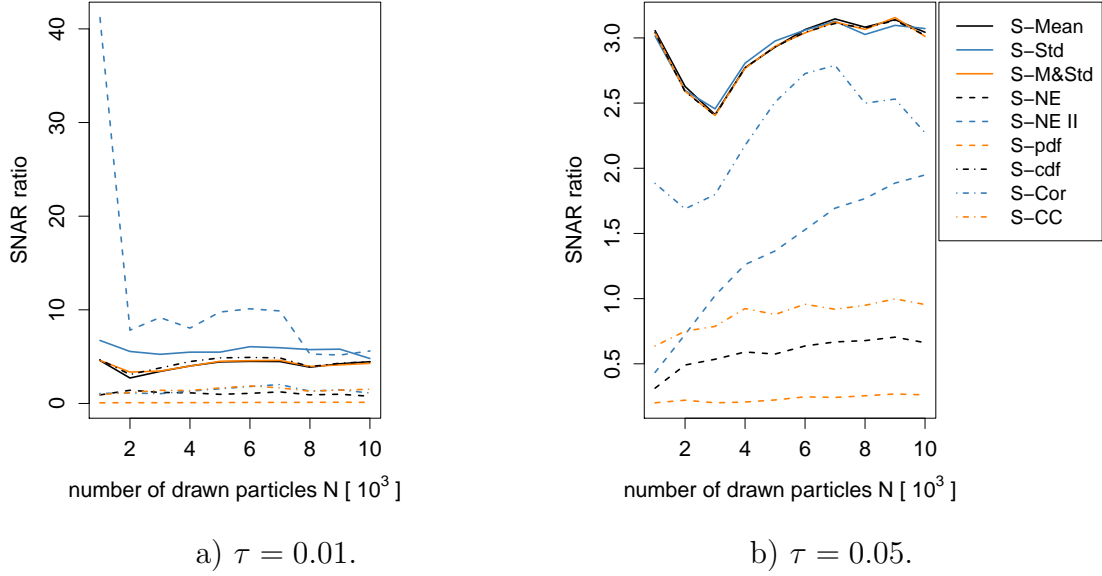 40
30
20
10
0
SNAR ratio
2 4 6 8 10
number of drawn particles N [ 10³ ]
a) τ = 0.01.
3.0
2.5
2.0
1.5
1.0
0.5
SNAR ratio
2 4 6 8 10
number of drawn particles N [ 10³ ]
b) τ = 0.05.
S−Mean
S−Std
S−M&Std
S−NE
S−NE II
S−pdf
S−cdf
S−Cor
S−CC